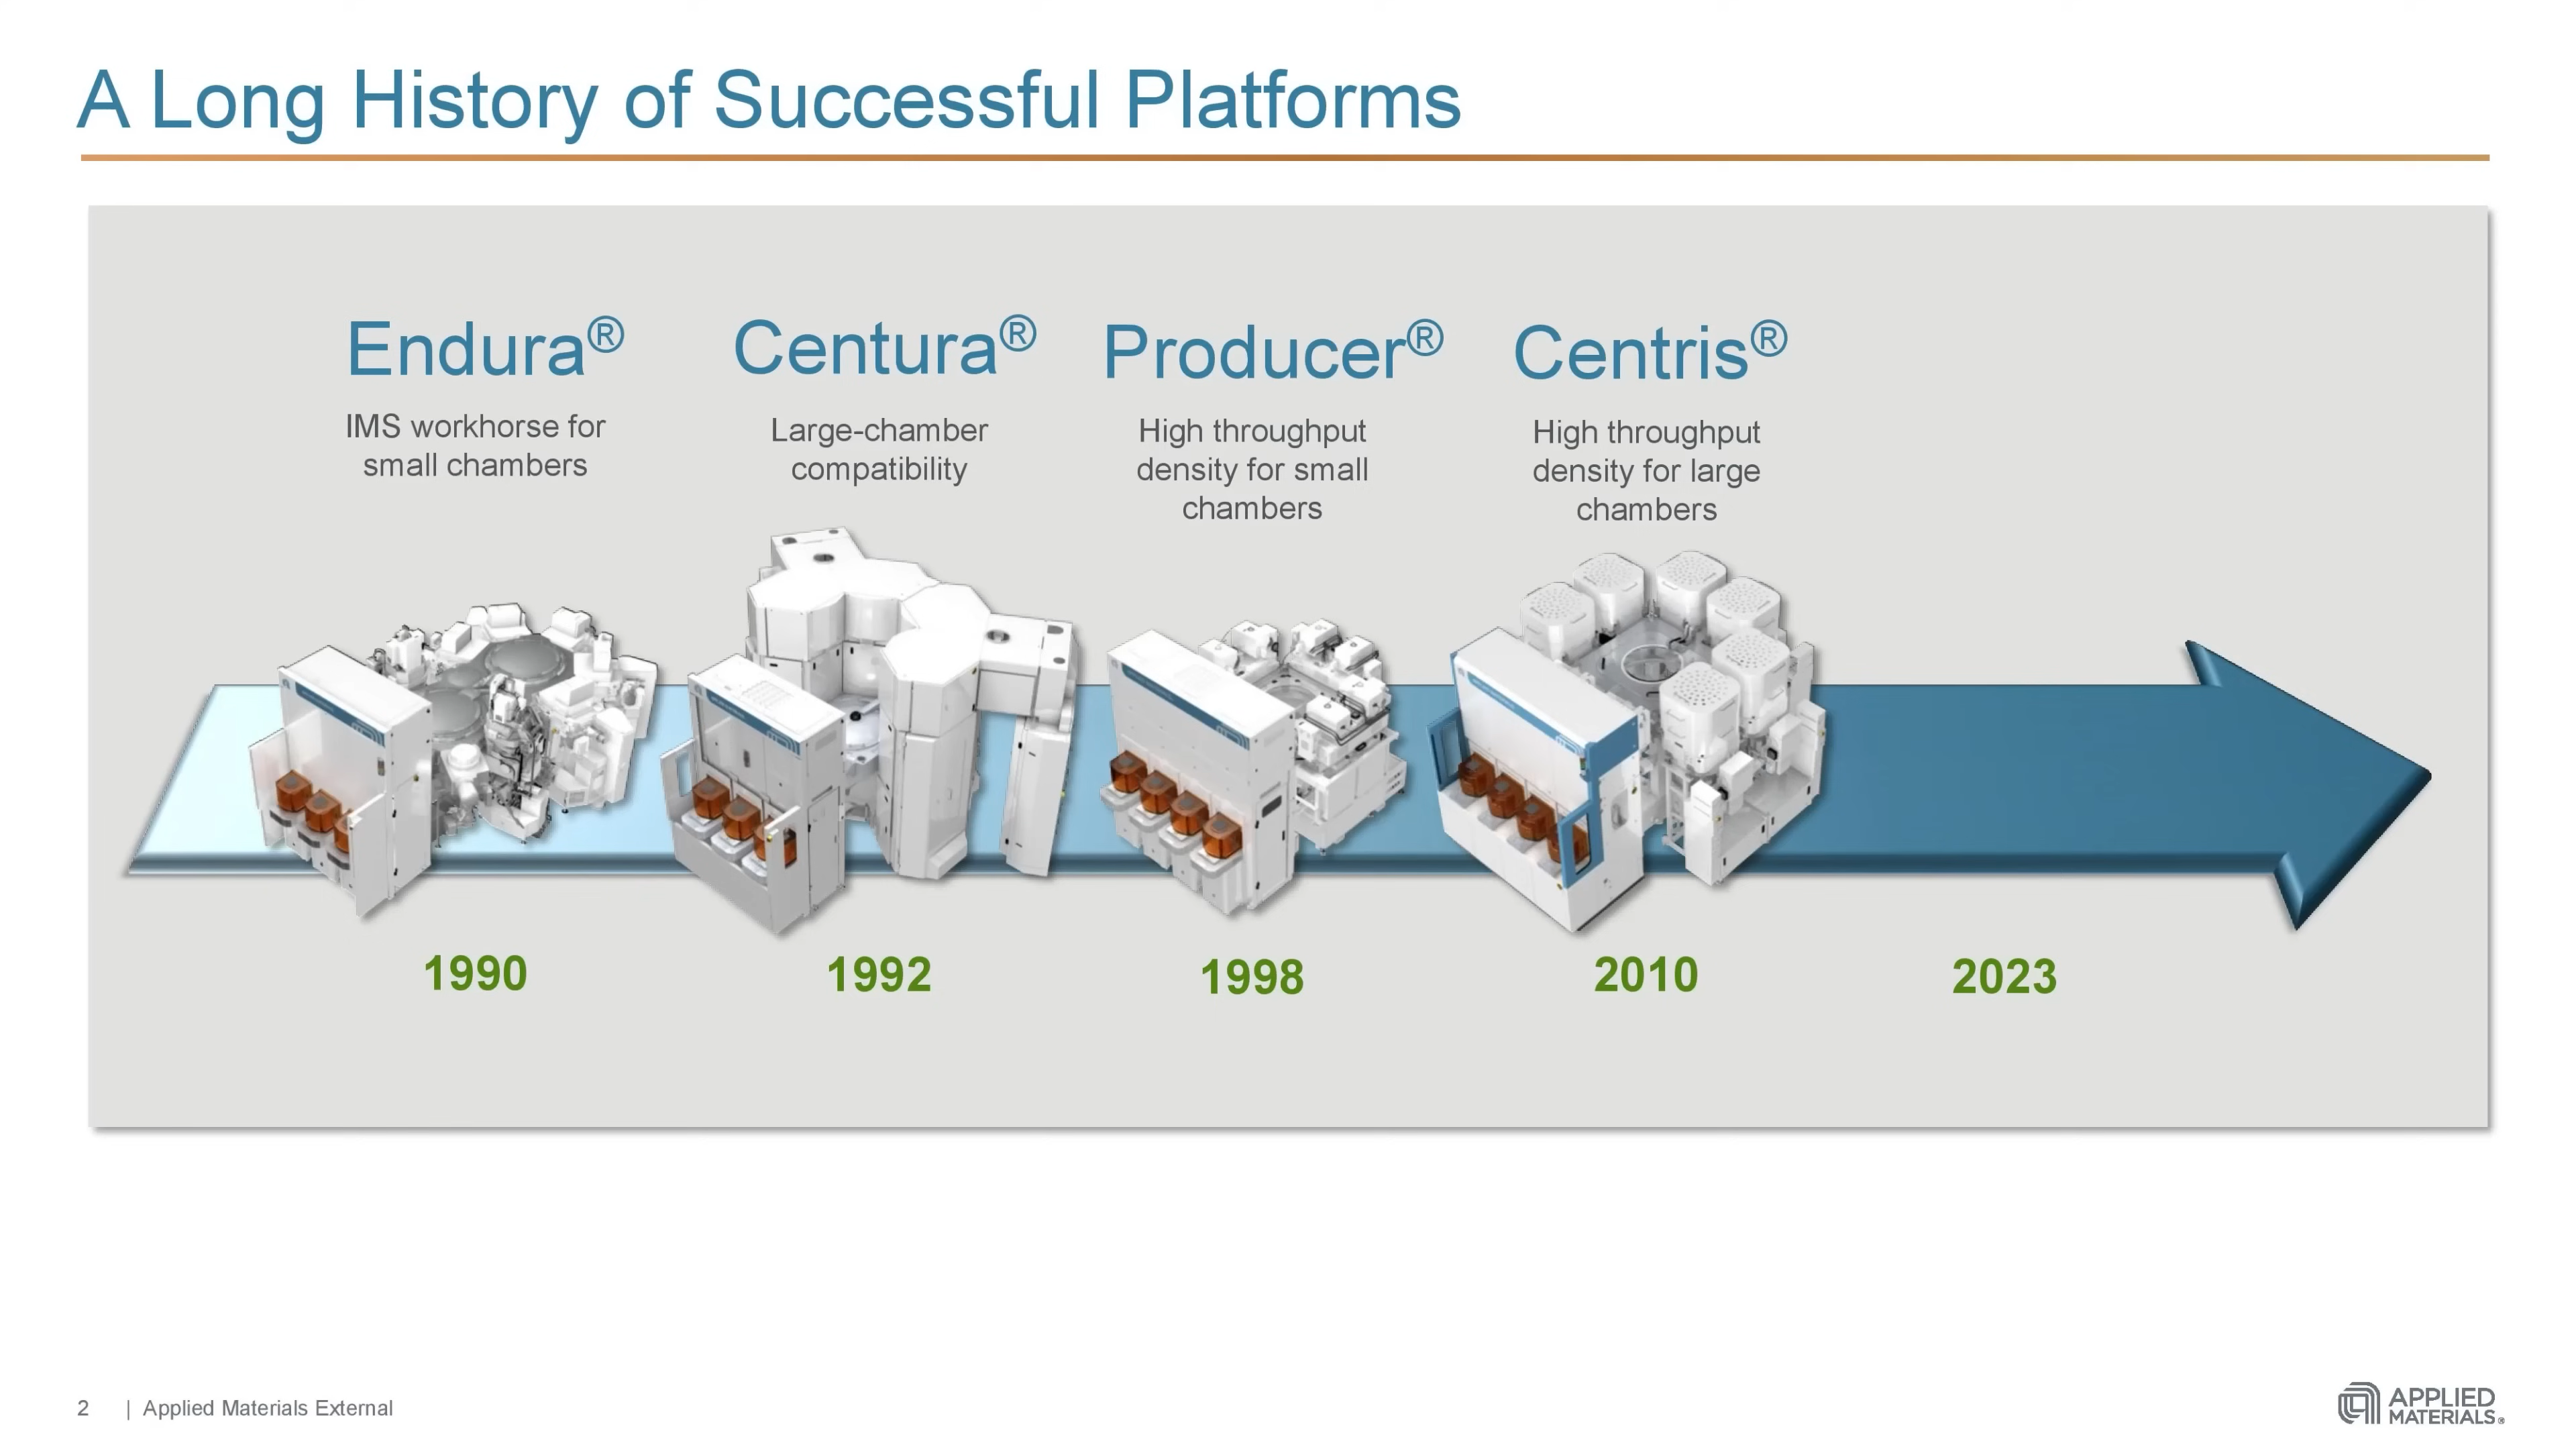 A Long History of Successful Platforms
Endura®
IMS workhorse for
small chambers
Centura®
Large-chamber
compatibility
Producer®
High throughput
density for small
chambers
Centris®
High throughput
density for large
chambers
1990
1992
1998
2010
2023
2 | Applied Materials External
APPLIED
MATERIALS®